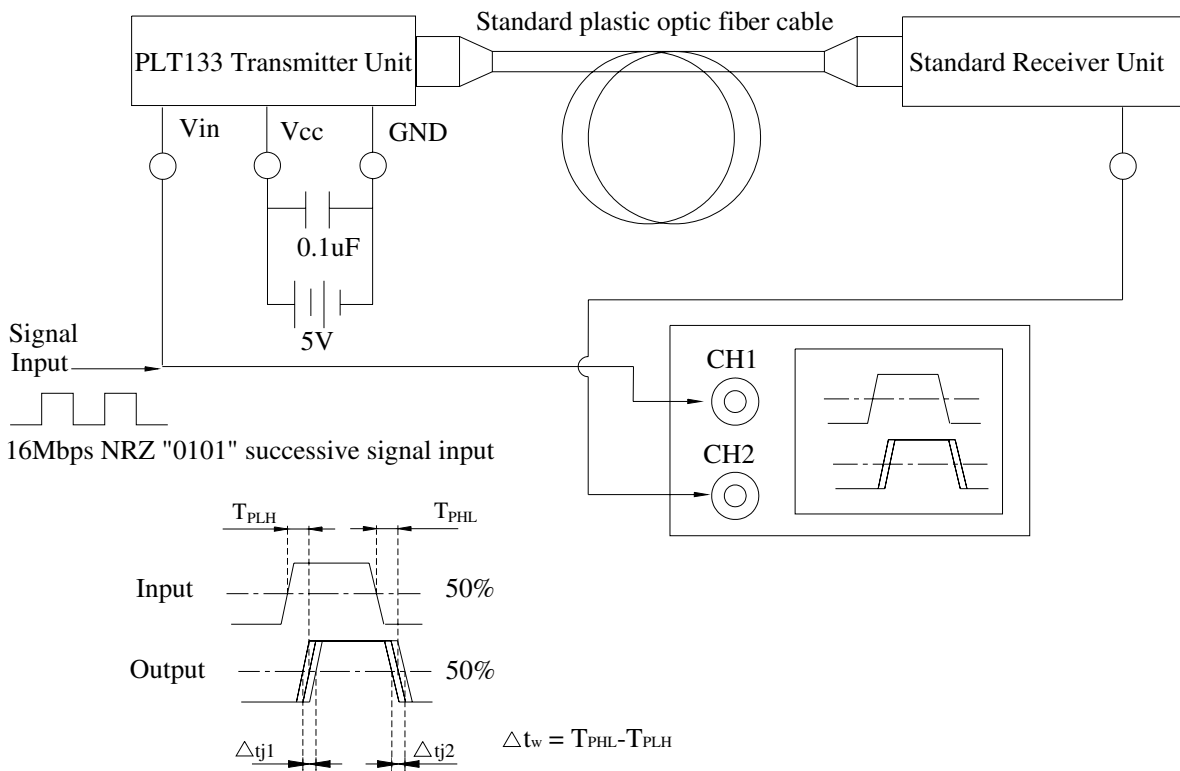 Standard plastic optic fiber cable
PLT133 Transmitter Unit
Standard Receiver Unit
Vin
Vcc
GND
0.1uF
5V
Signal
Input
16Mbps NRZ "0101" successive signal input
CH1
CH2
TPLH
TPHL
Input
50%
Output
50%
△tj1
△tj2
△tw = TPHL-TPLH